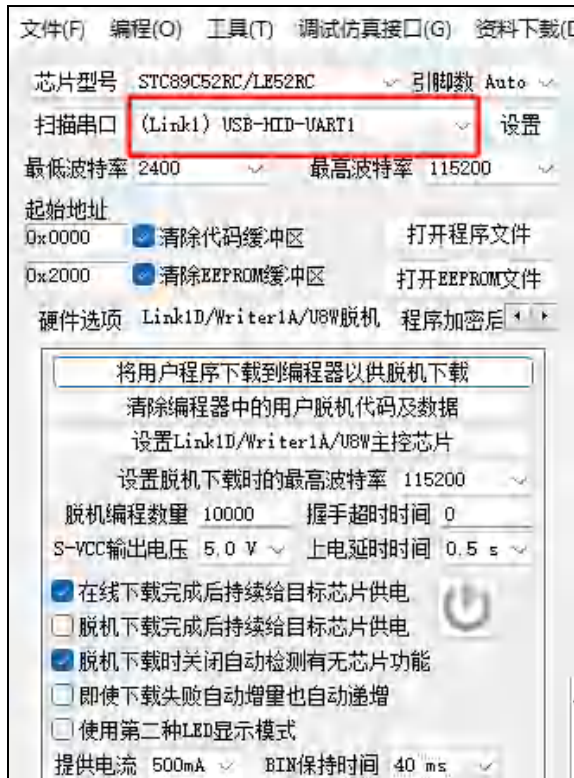 文件(F) 编程(O) 工具(T) 调试仿真接口(G) 资料下载(D
芯片型号 STC89C52RC/LE52RC 引脚数 Auto
扫描串口 (Link1) USB-HID-UART1 设置
最低波特率 2400 最高波特率 115200
起始地址
0x0000 清除代码缓冲区 打开程序文件
0x2000 清除EEPROM缓冲区 打开EEPROM文件
硬件选项 Link1D/Writer1A/U8W脱机 程序加密后
将用户程序下载到编程器以供脱机下载
清除编程器中的用户脱机代码及数据
设置Link1D/Writer1A/U8W主控芯片
设置脱机下载时的最高波特率 115200
脱机编程数量 10000 握手超时时间 0
S-VCC输出电压 5.0 V 上电延时时间 0.5 s
在线下载完成后持续给目标芯片供电
脱机下载完成后持续给目标芯片供电
脱机下载时关闭自动检测有无芯片功能
即使下载失败自动增量也自动递增
使用第二种LED显示模式
提供电流 500mA BIN保持时间 40 ms